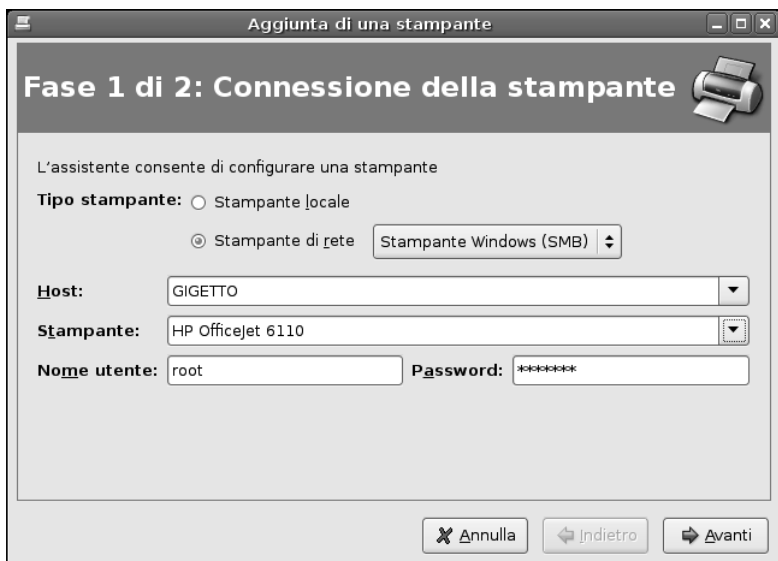 Aggiunta di una stampante
Fase 1 di 2: Connessione della stampante
L'assistente consente di configurare una stampante
Tipo stampante: Stampante locale
Stampante di rete Stampante Windows (SMB)
Host: GIGETTO
Stampante: HP OfficeJet 6110
Nome utente: root Password: *******
Annulla Indietro Avanti